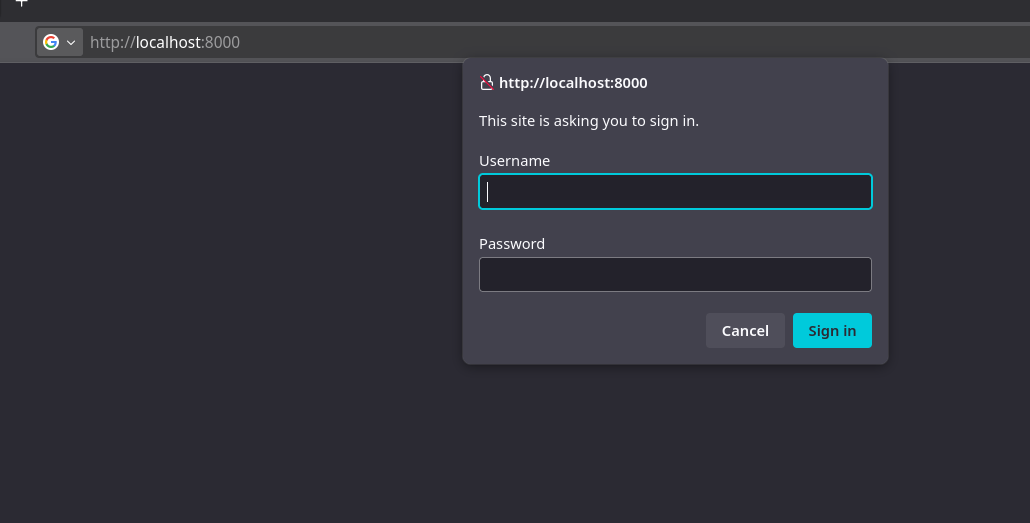 http://localhost:8000
http://localhost:8000
This site is asking you to sign in.
Username
Password
Cancel Sign in